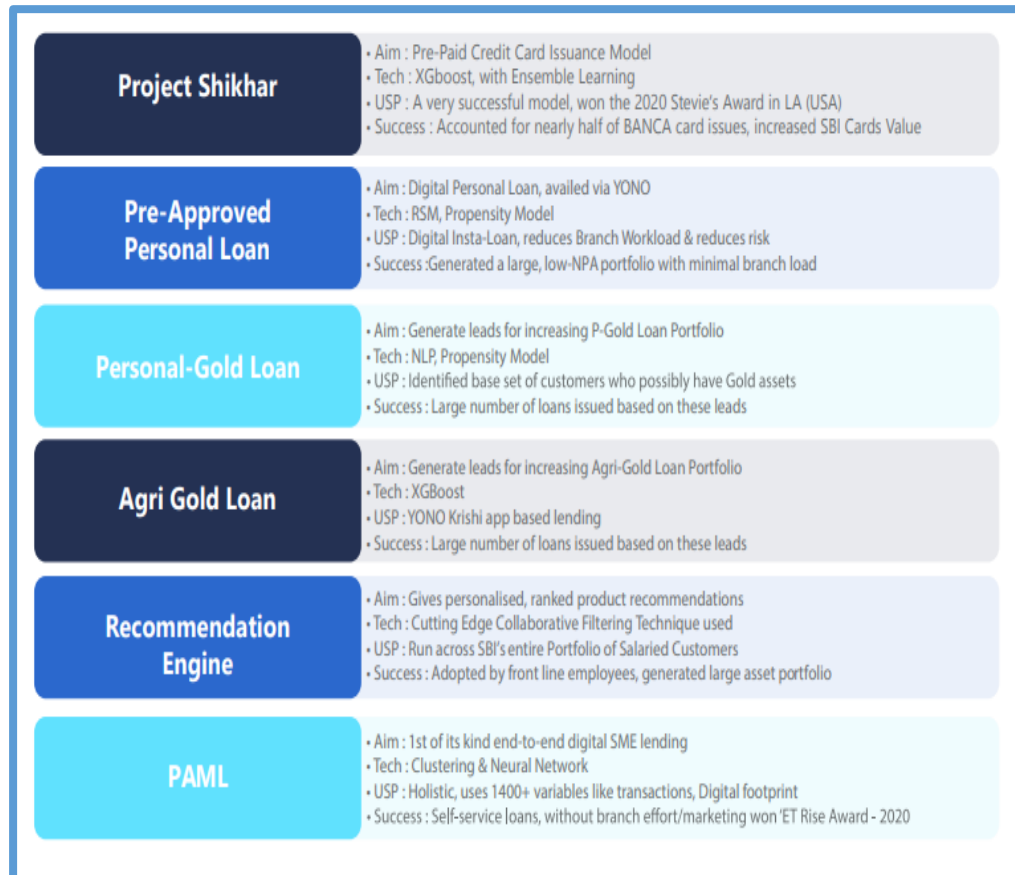 Project Shikhar
• Aim : Pre-Paid Credit Card Issuance Model
• Tech : XGboost, with Ensemble Learning
• USP : A very successful model, won the 2020 Stevie's Award in LA (USA)
• Success : Accounted for nearly half of BANCA card issues, increased SBI Cards Value
Pre-Approved
Personal Loan
• Aim : Digital Personal Loan, availed via YONO
• Tech : RSM, Propensity Model
• USP : Digital Insta-Loan, reduces Branch Workload & reduces risk
• Success :Generated a large, low-NPA portfolio with minimal branch load
Personal-Gold Loan
• Aim : Generate leads for increasing P-Gold Loan Portfolio
• Tech : NLP, Propensity Model
• USP : Identified base set of customers who possibly have Gold assets
• Success : Large number of loans issued based on these leads
Agri Gold Loan
• Aim : Generate leads for increasing Agri-Gold Loan Portfolio
• Tech : XGBoost
• USP : YONO Krishi app based lending
• Success : Large number of loans issued based on these leads
Recommendation
Engine
• Aim : Gives personalised, ranked product recommendations
• Tech : Cutting Edge Collaborative Filtering Technique used
• USP : Run across SBI's entire Portfolio of Salaried Customers
• Success : Adopted by front line employees, generated large asset portfolio
PAML
• Aim : 1st of its kind end-to-end digital SME lending
• Tech : Clustering & Neural Network
• USP : Holistic, uses 1400+ variables like transactions, Digital footprint
• Success : Self-service loans, without branch effort/marketing won 'ET Rise Award - 2020